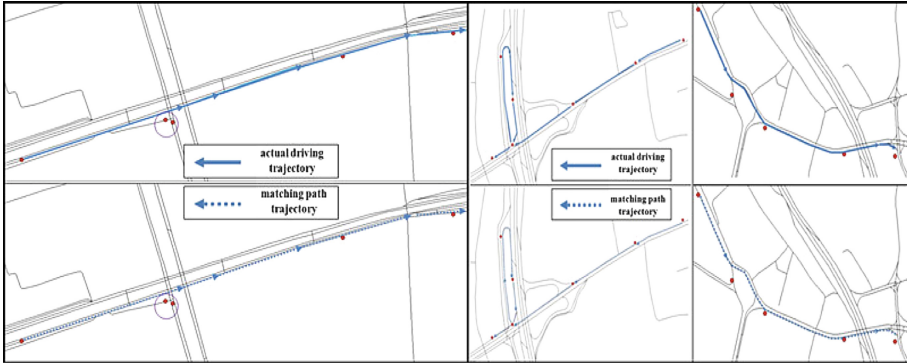 actual driving
trajectory
actual driving
trajectory
matching path
trajectory
matching path
trajectory